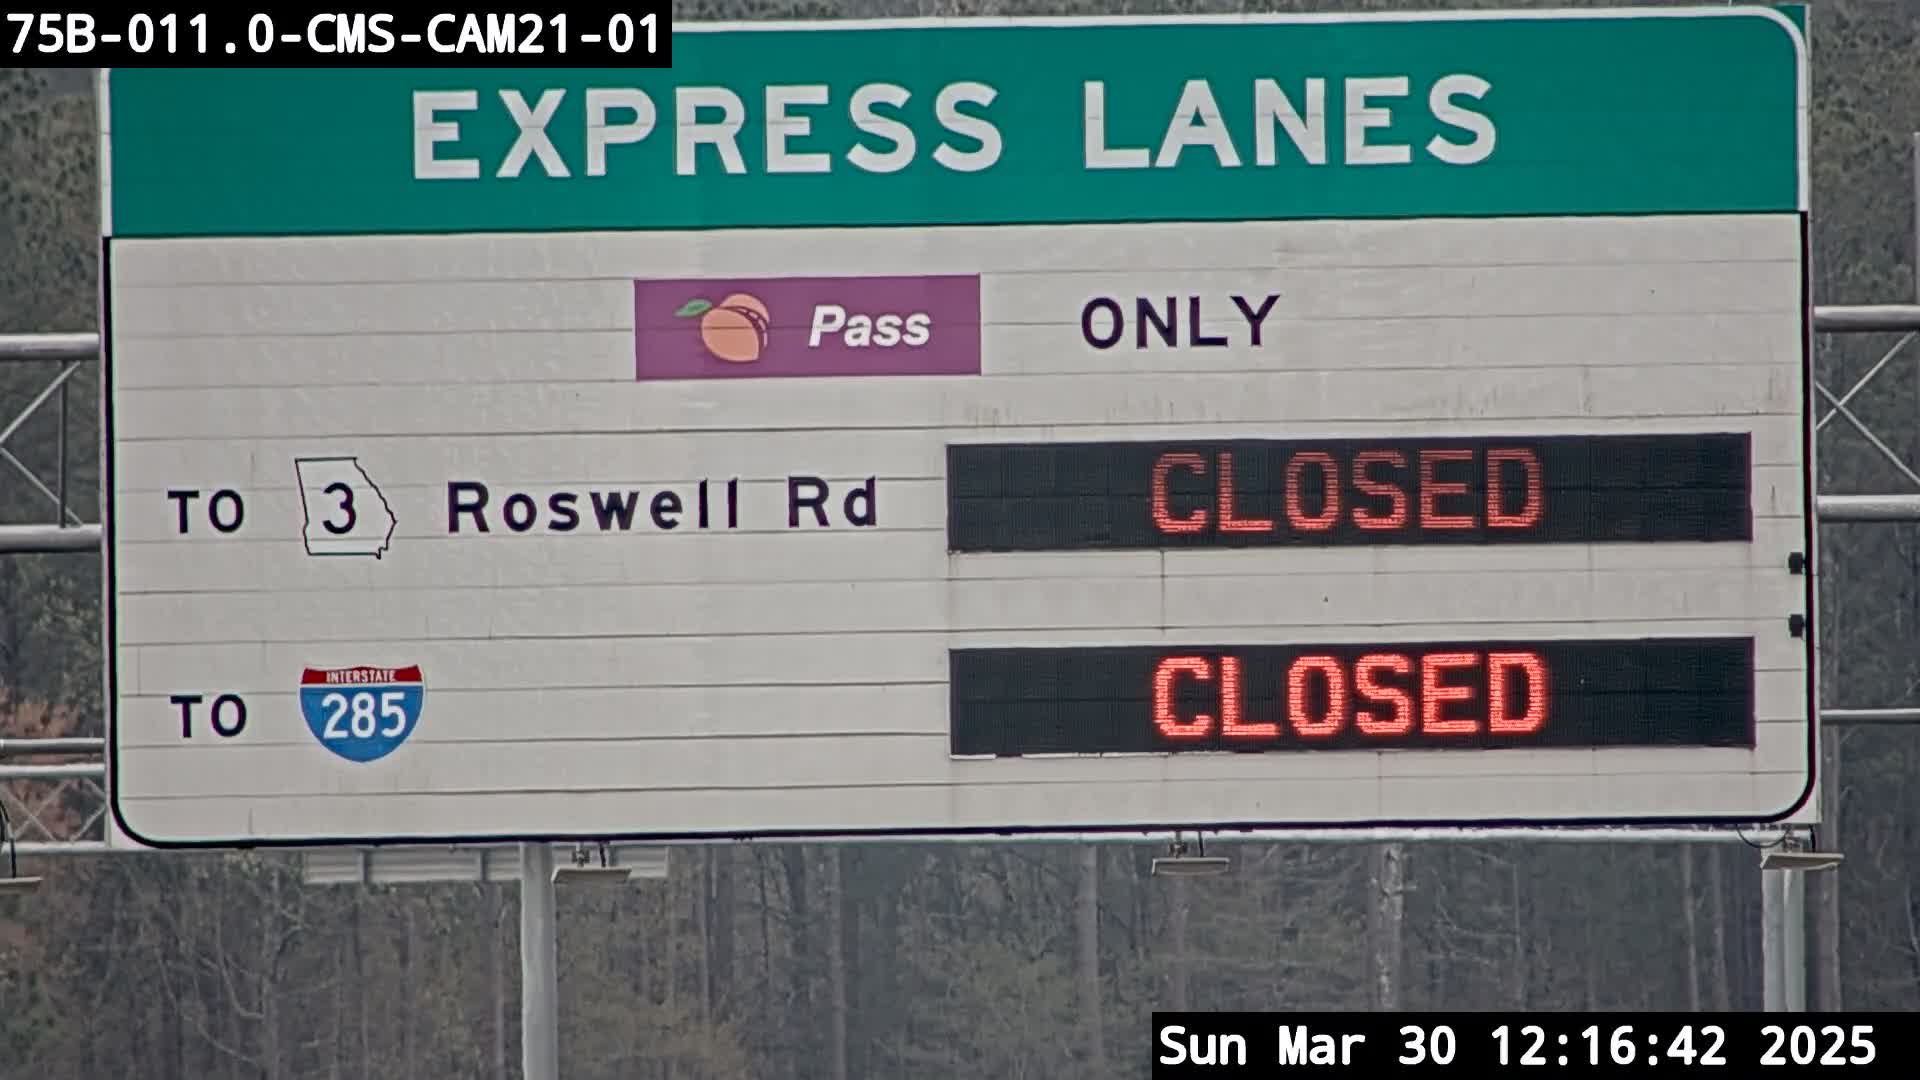 75B-011.0-CMS-CAM21-01
EXPRESS LANES
Pass ONLY
TO 3 Roswell Rd CLOSED
INTERSTATE
TO 285 CLOSED
Sun Mar 30 12:16:42 2025